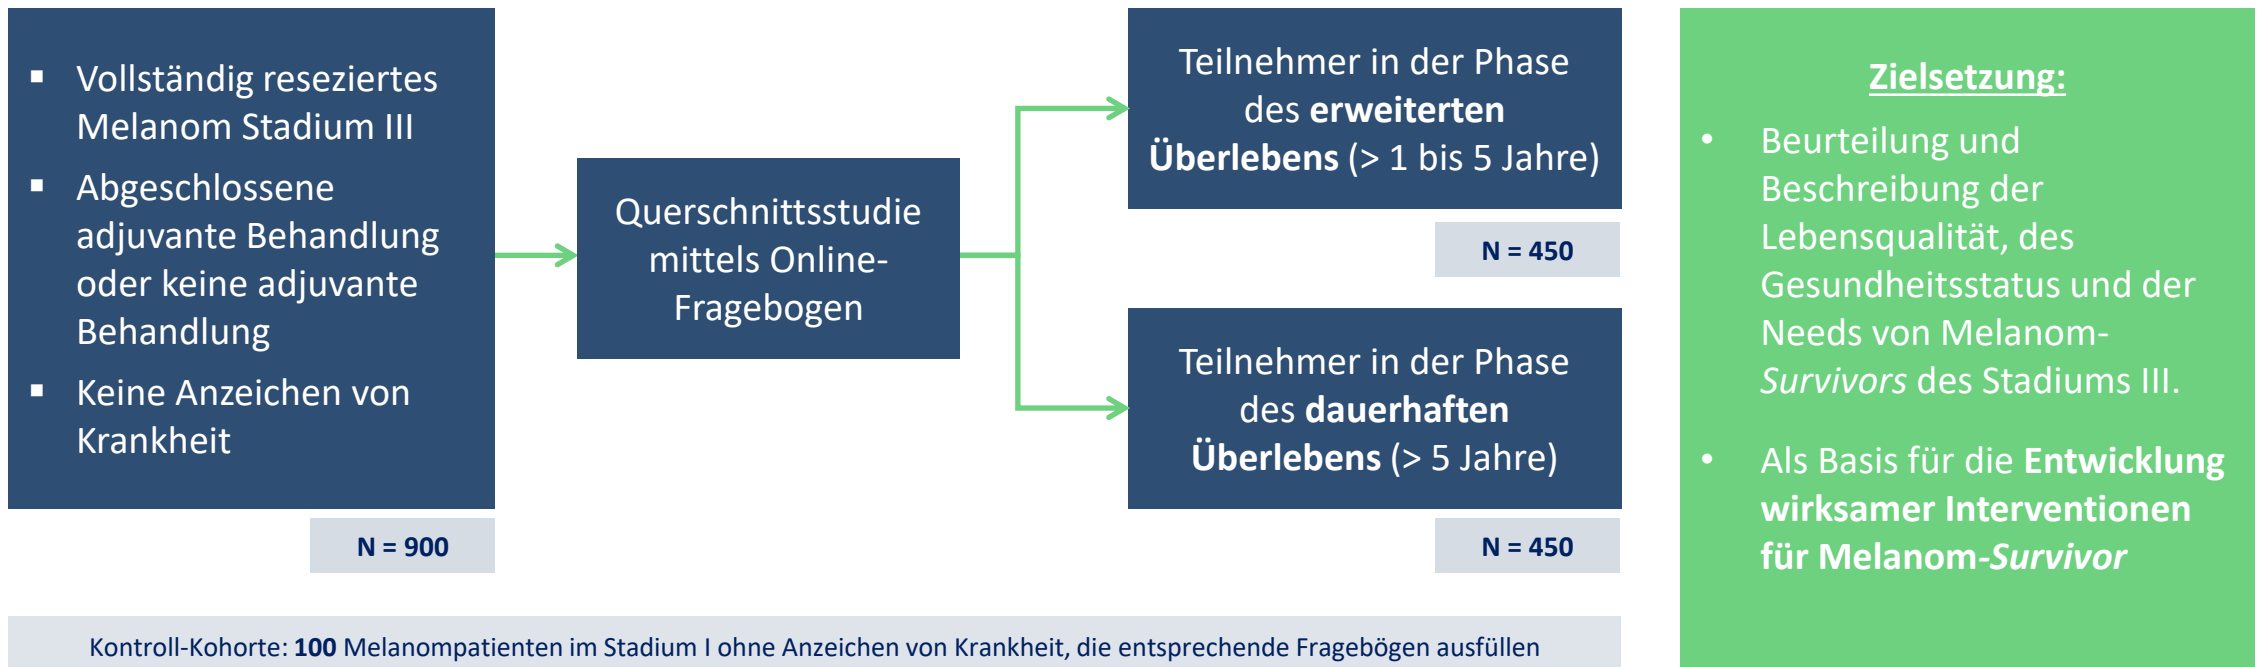 ▪ Vollständig reseziertes
Melanom Stadium III
▪ Abgeschlossene
adjuvante Behandlung
oder keine adjuvante
Behandlung
▪ Keine Anzeichen von
Krankheit
N = 900
Querschnittsstudie
mittels Online-
Fragebogen
Teilnehmer in der Phase
des erweiterten
Überlebens (> 1 bis 5 Jahre)
N = 450
Teilnehmer in der Phase
des dauerhaften
Überlebens (> 5 Jahre)
N = 450
Kontroll-Kohorte: 100 Melanompatienten im Stadium I ohne Anzeichen von Krankheit, die entsprechende Fragebögen ausfüllen
Zielsetzung:
• Beurteilung und
Beschreibung der
Lebensqualität, des
Gesundheitsstatus und der
Needs von Melanom-
Survivors des Stadiums III.
• Als Basis für die Entwicklung
wirksamer Interventionen
für Melanom-Survivor